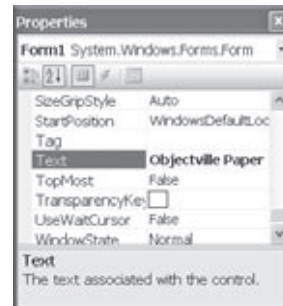 Properties
Form1 System.Windows.Forms.Form
SizeGripStyle Auto
StartPosition WindowsDefaultLoc
Tag
Text Objectville Paper
TopMost False
TransparencyKey
UseWaitCursor False
WindowState Normal
Text
The text associated with the control.